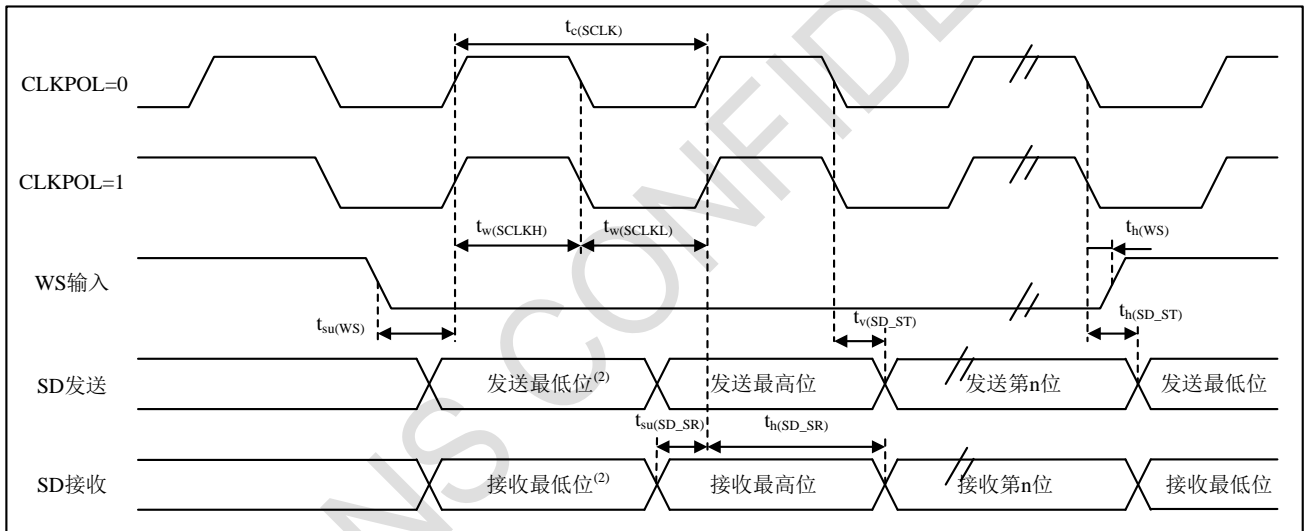 t_c(SCLK)
CLKPOL=0
CLKPOL=1
t_w(SCLKH) t_w(SCLKL) t_h(WS)
WS输入
t_su(WS) t_v(SD_ST) t_h(SD_ST)
SD发送 发送最低位(2) 发送最高位 发送第n位 发送最低位
t_su(SD_SR) t_h(SD_SR)
SD接收 接收最低位(2) 接收最高位 接收第n位 接收最低位
NS CONFIDE